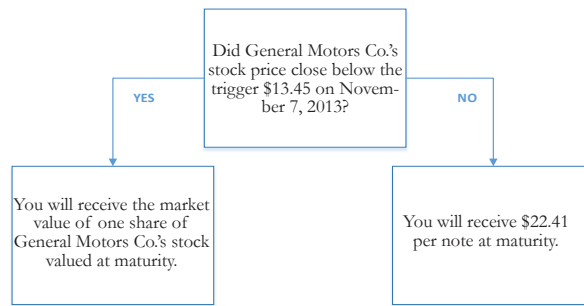 Did General Motors Co.'s
stock price close below the
trigger $13.45 on Novem-
ber 7, 2013?
YES
NO
You will receive the market
value of one share of
General Motors Co.'s stock
valued at maturity.
You will receive $22.41
per note at maturity.